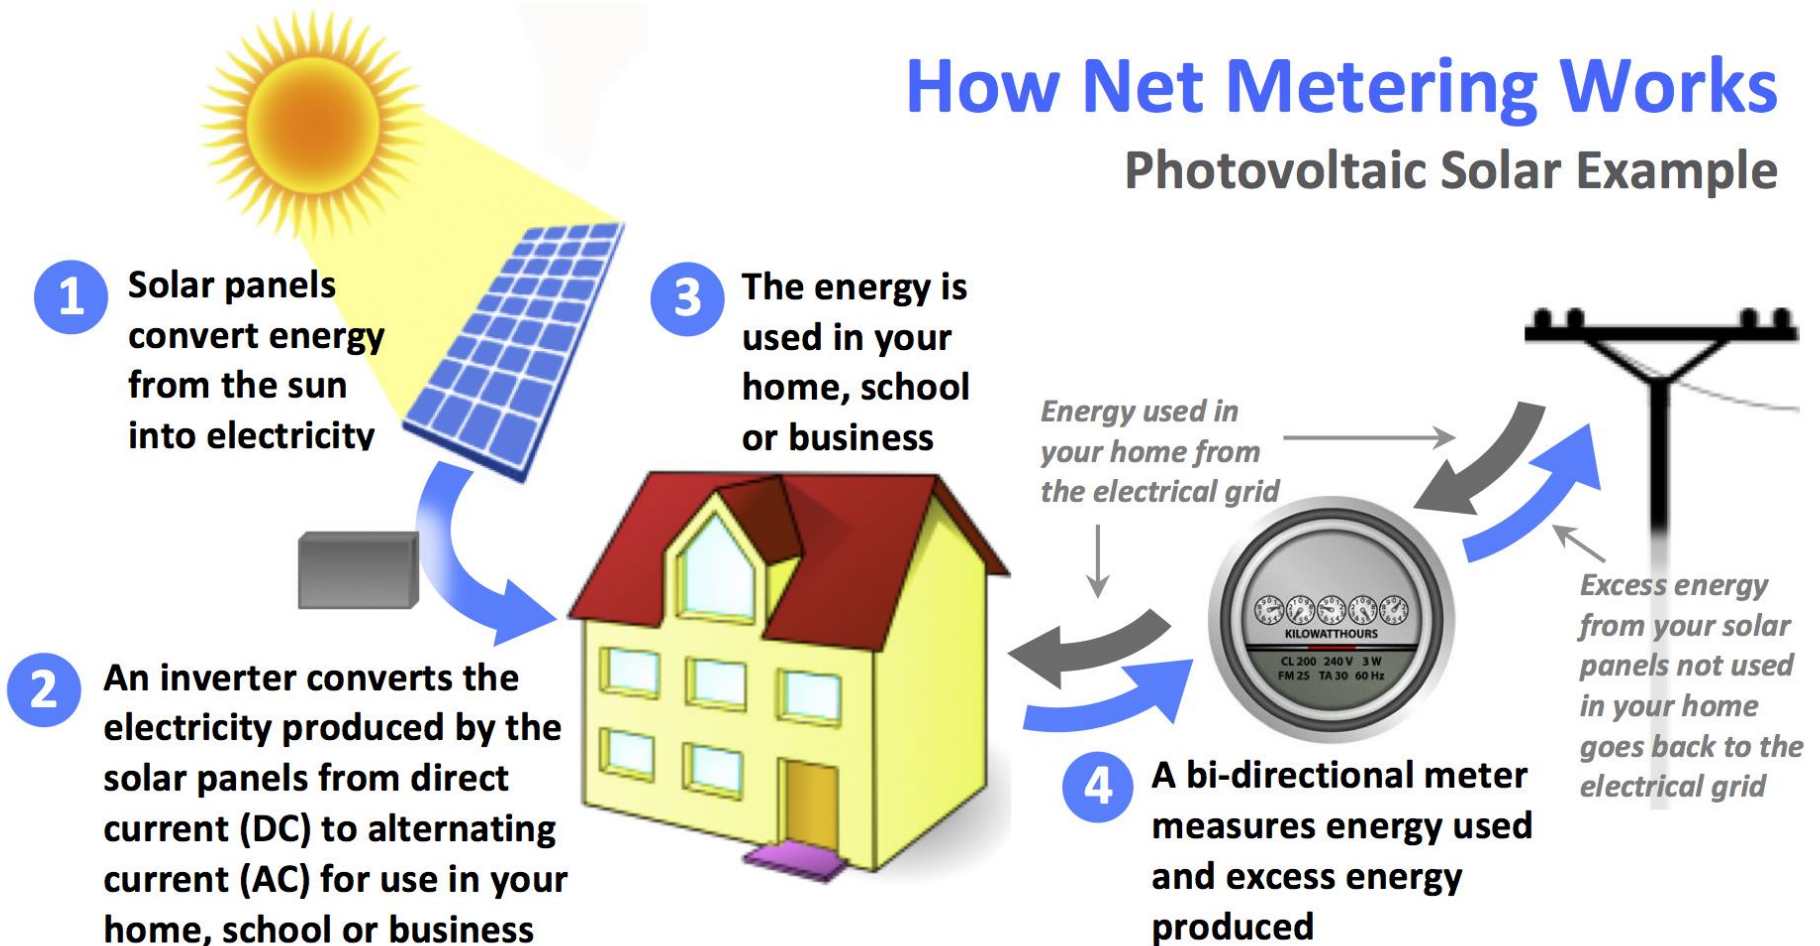 How Net Metering Works
Photovoltaic Solar Example
1
Solar panels
convert energy
from the sun
into electricity
2
An inverter converts the
electricity produced by the
solar panels from direct
current (DC) to alternating
current (AC) for use in your
home, school or business
3
The energy is
used in your
home, school
or business
Energy used in
your home from
the electrical grid
KILOWATTHOURS
CL 200 240 V 3 W
FM 2S TA 30 60 Hz
4
A bi-directional meter
measures energy used
and excess energy
produced
Excess energy
from your solar
panels not used
in your home
goes back to the
electrical grid